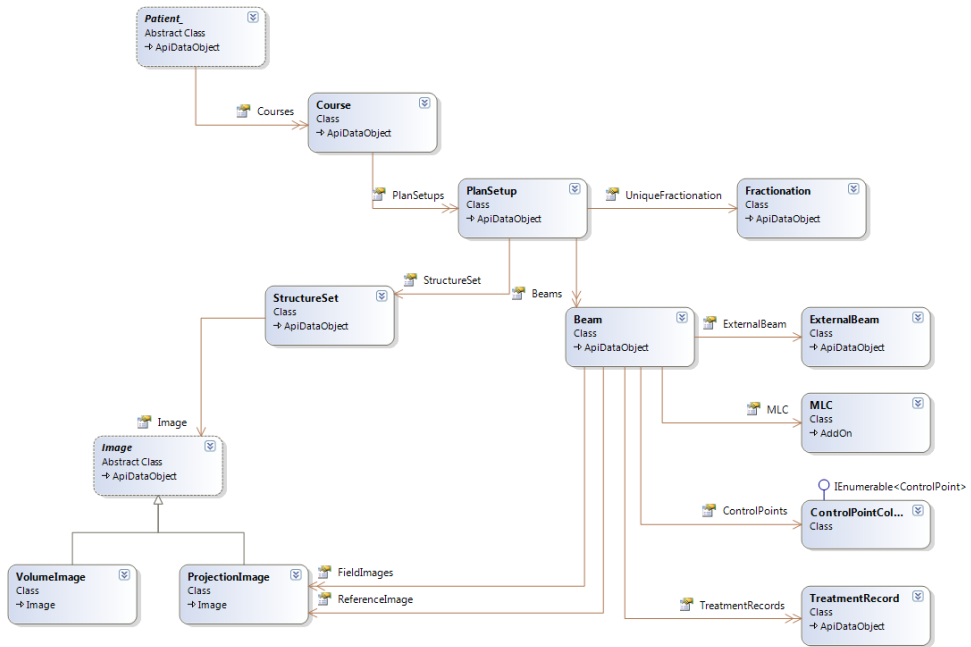 Patient_
Abstract Class
ApiDataObject
Courses
Course
Class
ApiDataObject
PlanSetups
PlanSetup
Class
ApiDataObject
UniqueFractionation
Fractionation
Class
ApiDataObject
StructureSet
Beams
StructureSet
Class
ApiDataObject
Beam
Class
ApiDataObject
ExternalBeam
ExternalBeam
Class
ApiDataObject
MLC
MLC
Class
AddOn
Image
Image
Abstract Class
ApiDataObject
IEnumerable<ControlPoint>
ControlPoints
ControlPointCol...
Class
VolumeImage
Class
Image
ProjectionImage
Class
Image
FieldImages
ReferenceImage
TreatmentRecords
TreatmentRecord
Class
ApiDataObject